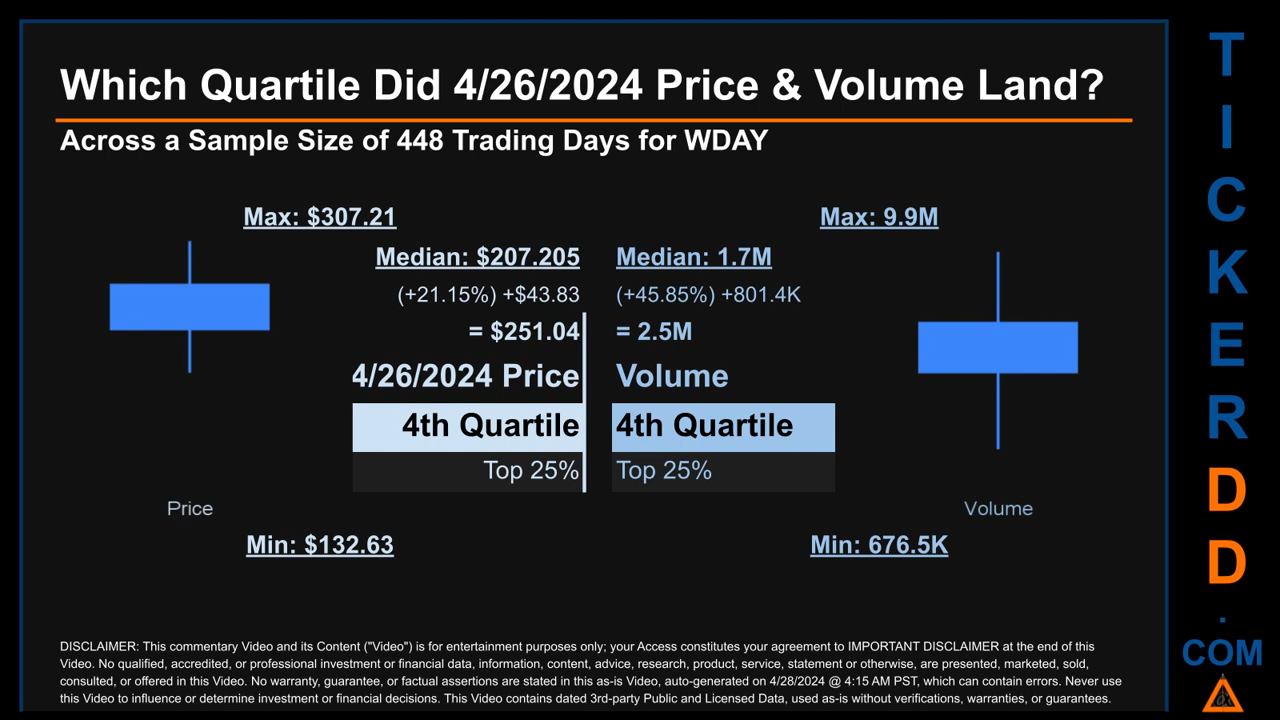 Which Quartile Did 4/26/2024 Price & Volume Land?
Across a Sample Size of 448 Trading Days for WDAY
Max: $307.21
Median: $207.205
(+21.15%) +$43.83
= $251.04
4/26/2024 Price
4th Quartile
Top 25%
Price
Min: $132.63
Max: 9.9M
Median: 1.7M
(+45.85%) +801.4K
= 2.5M
Volume
4th Quartile
Top 25%
Volume
Min: 676.5K
DISCLAIMER: This commentary Video and its Content ("Video") is for entertainment purposes only; your Access constitutes your agreement to IMPORTANT DISCLAIMER at the end of this
Video. No qualified, accredited, or professional investment or financial data, information, content, advice, research, product, service, statement or otherwise, are presented, marketed, sold,
consulted, or offered in this Video. No warranty, guarantee, or factual assertions are stated in this as-is Video, auto-generated on 4/28/2024 @ 4:15 AM PST, which can contain errors. Never use
this Video to influence or determine investment or financial decisions. This Video contains dated 3rd-party Public and Licensed Data, used as-is without verifications, warranties, or guarantees.
T
I
C
K
E
R
D
D
.
COM